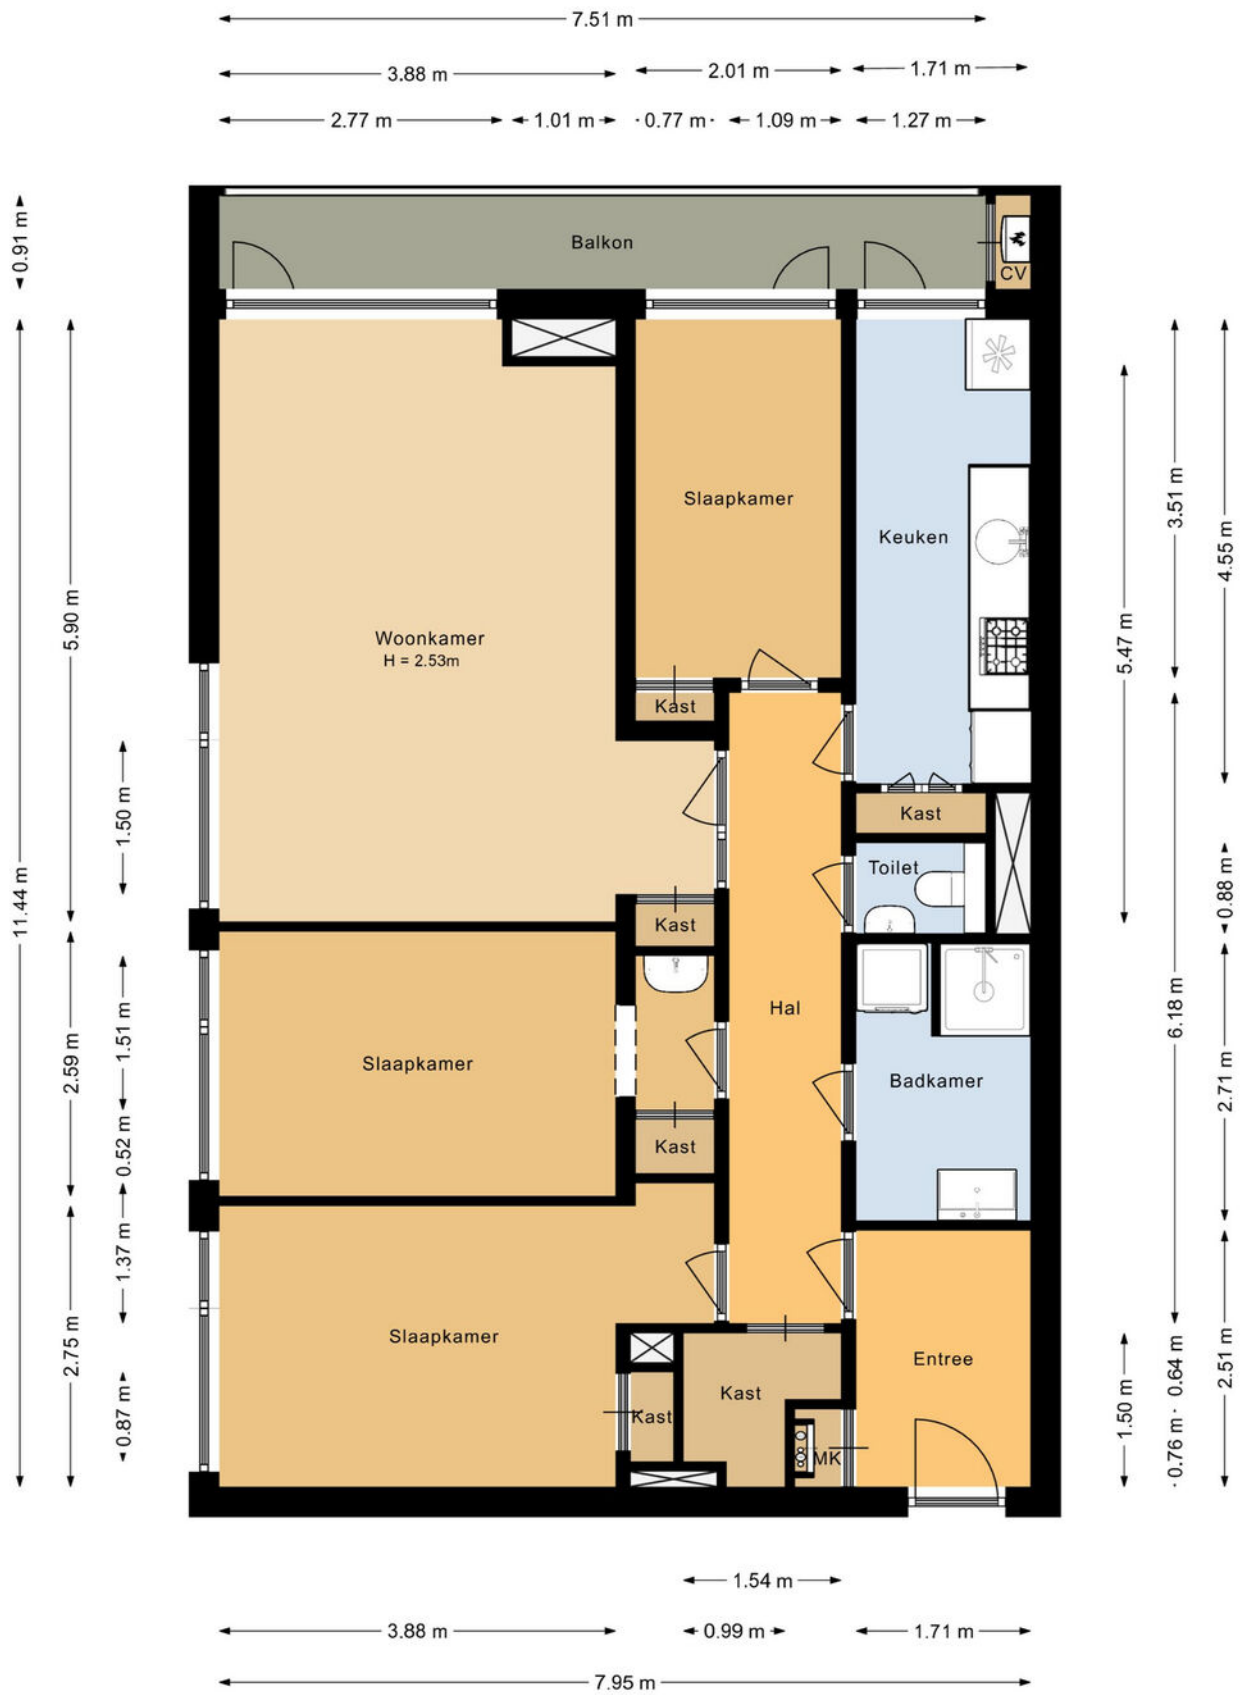 7.51 m
3.88 m
2.01 m
1.71 m
2.77 m
1.01 m
0.77 m
1.09 m
1.27 m
0.91 m
Balkon
CV
11.44 m
5.90 m
1.50 m
2.59 m
1.51 m
0.52 m
1.37 m
2.75 m
0.87 m
Slaapkamer
Keuken
Woonkamer
H = 2.53m
Kast
Kast
Toilet
Kast
Hal
Slaapkamer
Badkamer
Kast
Slaapkamer
Entree
Kast
Kast
MK
3.51 m
4.55 m
5.47 m
0.88 m
6.18 m
2.71 m
0.64 m
2.51 m
1.50 m
0.76 m
1.54 m
3.88 m
0.99 m
1.71 m
7.95 m